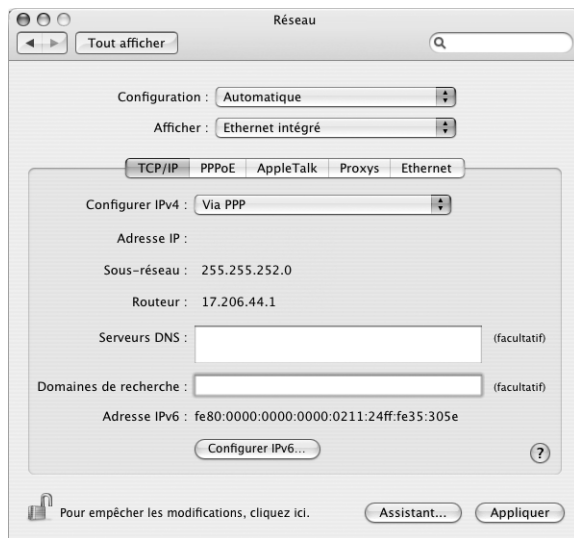 Réseau
Tout afficher
Configuration : Automatique
Afficher : Ethernet intégré
TCP/IP PPPoE AppleTalk Proxys Ethernet
Configurer IPv4 : Via PPP
Adresse IP :
Sous-réseau : 255.255.252.0
Routeur : 17.206.44.1
Serveurs DNS : (facultatif)
Domaines de recherche : (facultatif)
Adresse IPv6 : fe80:0000:0000:0000:0211:24ff:fe35:305e
Configurer IPv6... ?
Pour empêcher les modifications, cliquez ici. Assistant... Appliquer